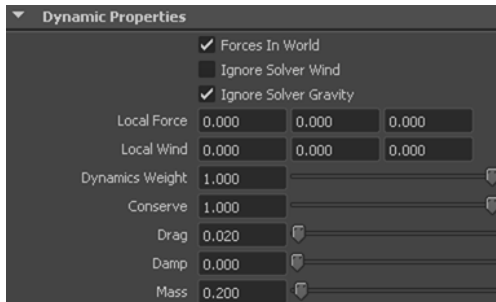 Dynamic Properties
Forces In World
Ignore Solver Wind
Ignore Solver Gravity
Local Force 0.000 0.000 0.000
Local Wind 0.000 0.000 0.000
Dynamics Weight 1.000
Conserve 1.000
Drag 0.020
Damp 0.000
Mass 0.200